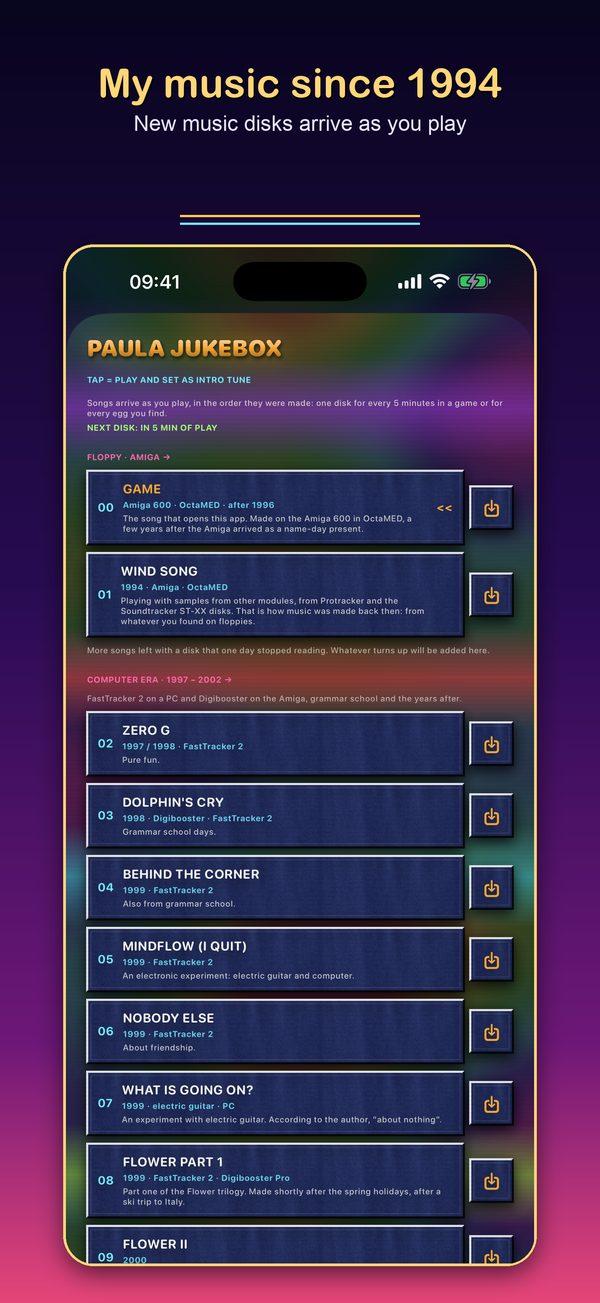 My music since 1994
New music disks arrive as you play
09:41
PAULA JUKEBOX
TAP = PLAY AND SET AS INTRO TUNE
Songs arrive as you play, in the order they were made: one disk for every 5 minutes in a game or for
every egg you find.
NEXT DISK: IN 5 MIN OF PLAY
FLOPPY · AMIGA →
00
GAME
Amiga 600 · OctaMED · after 1996
The song that opens this app. Made on the Amiga 600 in OctaMED, a
few years after the Amiga arrived as a name-day present.
<<
01
WIND SONG
1994 · Amiga · OctaMED
Playing with samples from other modules, from Protracker and the
Soundtracker ST-XX disks. That is how music was made back then: from
whatever you found on floppies.
More songs left with a disk that one day stopped reading. Whatever turns up will be added here.
COMPUTER ERA · 1997 – 2002 →
FastTracker 2 on a PC and Digibooster on the Amiga, grammar school and the years after.
02
ZERO G
1997 / 1998 · FastTracker 2
Pure fun.
03
DOLPHIN'S CRY
1998 · Digibooster · FastTracker 2
Grammar school days.
04
BEHIND THE CORNER
1999 · FastTracker 2
Also from grammar school.
05
MINDFLOW (I QUIT)
1999 · FastTracker 2
An electronic experiment: electric guitar and computer.
06
NOBODY ELSE
1999 · FastTracker 2
About friendship.
07
WHAT IS GOING ON?
1999 · electric guitar · PC
An experiment with electric guitar. According to the author, "about nothing".
08
FLOWER PART 1
1999 · FastTracker 2 · Digibooster Pro
Part one of the Flower trilogy. Made shortly after the spring holidays, after a
ski trip to Italy.
09
FLOWER II
2000